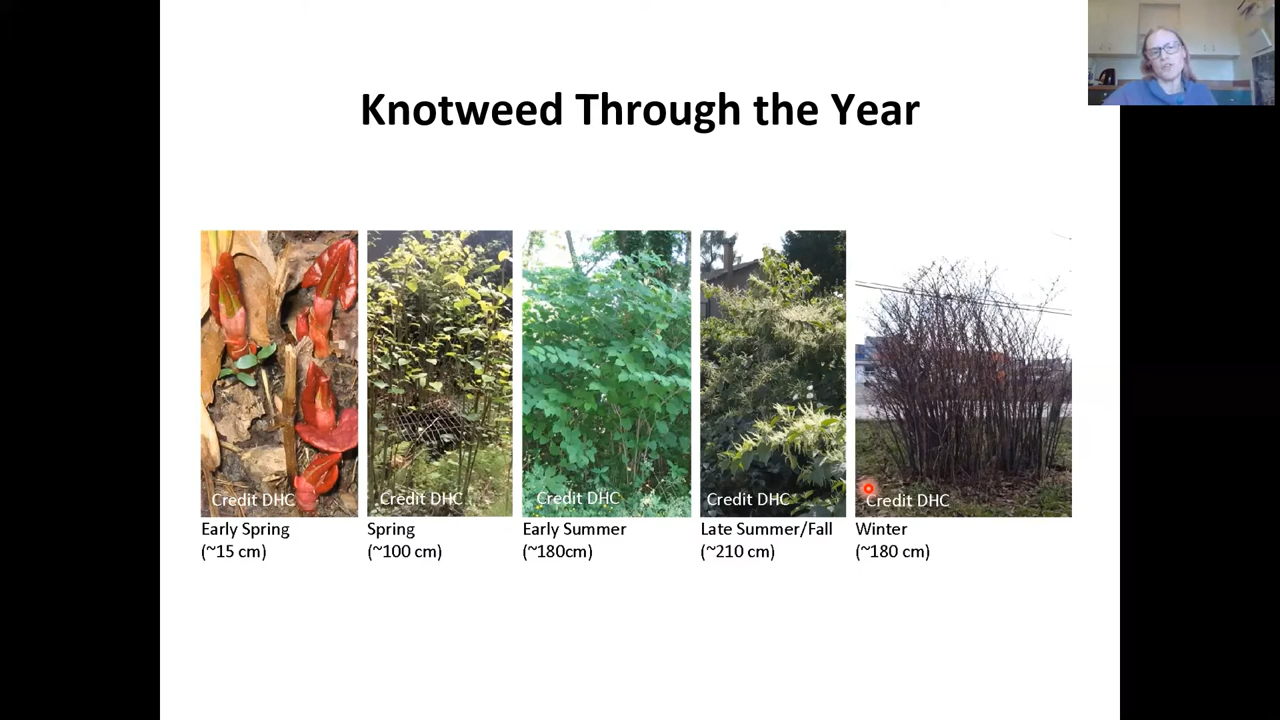 Knotweed Through the Year
Credit DHC
Credit DHC
Credit DHC
Credit DHC
Credit DHC
Early Spring
(~15 cm)
Spring
(~100 cm)
Early Summer
(~180cm)
Late Summer/Fall
(~210 cm)
Winter
(~180 cm)